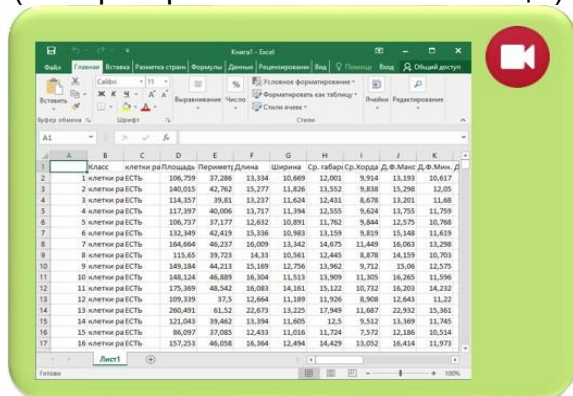 Книга1 - Excel
Файл Главная Вставка Разметка страни Формулы Данные Рецензировани Вид Помощн Вход Общий доступ
Calibri 11
Вставить Ж К Ч Выравнивание Число Условное форматирование Форматировать как таблицу Стили ячеек Ячейки Редактирование
Буфер обмена Шрифт Стили
A1 fx
A B C D E F G H I J K
1 Класс клетки ра Площадь Периметр Длина Ширина Ср. габари Ср.Хорда Д.Ф.Макс Д.Ф.Мин. Д
2 1 клетки ра ЕСТЬ 106,759 37,286 13,334 10,669 12,001 9,914 13,193 10,617
3 2 клетки ра ЕСТЬ 140,015 42,762 15,277 11,826 13,552 9,838 15,298 12,05
4 3 клетки ра ЕСТЬ 114,357 39,81 13,237 11,624 12,431 8,678 13,201 11,68
5 4 клетки ра ЕСТЬ 117,397 40,006 13,717 11,394 12,555 9,624 13,755 11,759
6 5 клетки ра ЕСТЬ 106,737 37,177 12,632 10,891 11,762 9,844 12,575 10,768
7 6 клетки ра ЕСТЬ 132,349 42,419 15,336 10,983 13,159 9,819 15,148 11,619
8 7 клетки ра ЕСТЬ 164,664 46,237 16,009 13,342 14,675 11,449 16,063 13,298
9 8 клетки ра ЕСТЬ 115,65 39,723 14,33 10,561 12,445 8,878 14,159 10,703
10 9 клетки ра ЕСТЬ 149,184 44,213 15,169 12,756 13,962 9,712 15,06 12,575
11 10 клетки ра ЕСТЬ 148,124 46,889 16,304 11,513 13,909 11,305 16,265 11,596
12 11 клетки ра ЕСТЬ 175,369 48,542 16,083 14,161 15,122 10,732 16,203 14,232
13 12 клетки ра ЕСТЬ 109,339 37,5 12,664 11,189 11,926 8,908 12,643 11,22
14 13 клетки ра ЕСТЬ 260,491 61,52 22,673 13,225 17,949 11,687 22,932 15,361
15 14 клетки ра ЕСТЬ 121,043 39,462 13,394 11,605 12,5 9,512 13,369 11,745
16 15 клетки ра ЕСТЬ 86,097 37,085 12,433 11,016 11,724 7,572 12,186 10,514
17 16 клетки ра ЕСТЬ 157,253 46,058 16,364 12,494 14,429 13,052 16,414 11,973
Лист1
Готово 100%